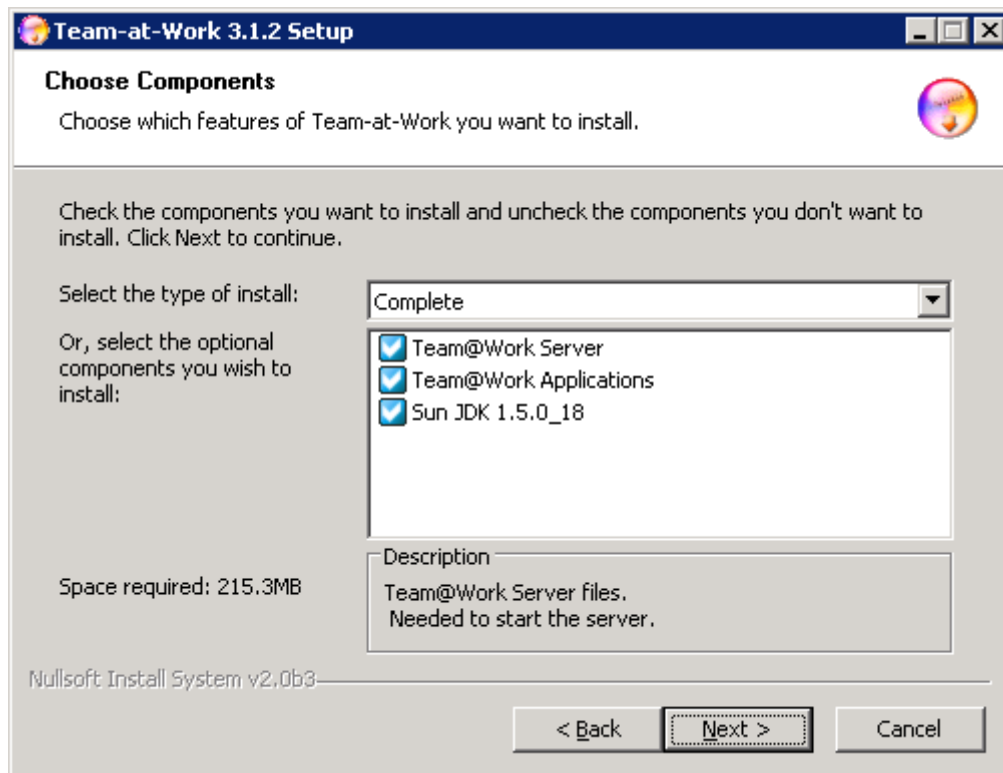 Team-at-Work 3.1.2 Setup
Choose Components
Choose which features of Team-at-Work you want to install.
Check the components you want to install and uncheck the components you don't want to
install. Click Next to continue.
Select the type of install:
Complete
Or, select the optional
components you wish to
install:
Team@Work Server
Team@Work Applications
Sun JDK 1.5.0_18
Space required: 215.3MB
Description
Team@Work Server files.
Needed to start the server.
Nullsoft Install System v2.0b3
< Back
Next >
Cancel